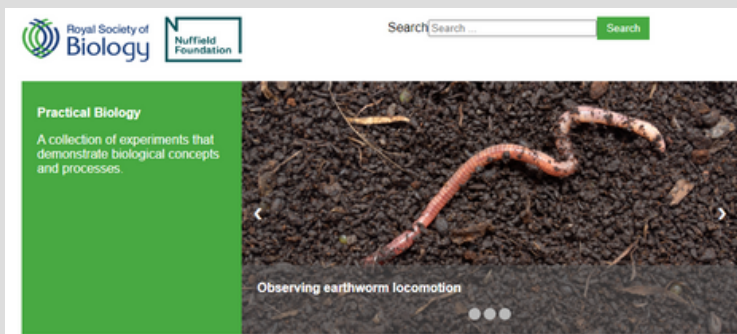 Royal Society of
Biology
Nuffield
Foundation
Search Search ... Search
Practical Biology
A collection of experiments that
demonstrate biological concepts
and processes.
Observing earthworm locomotion